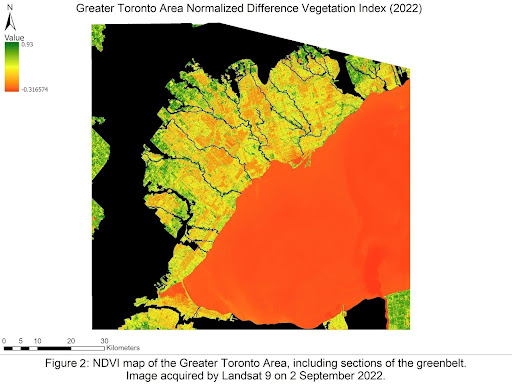 Greater Toronto Area Normalized Difference Vegetation Index (2022)
N
Value
0.93
-0.316574
0 5 10 20 30
Kilometers
Figure 2: NDVI map of the Greater Toronto Area, including sections of the greenbelt.
Image acquired by Landsat 9 on 2 September 2022.